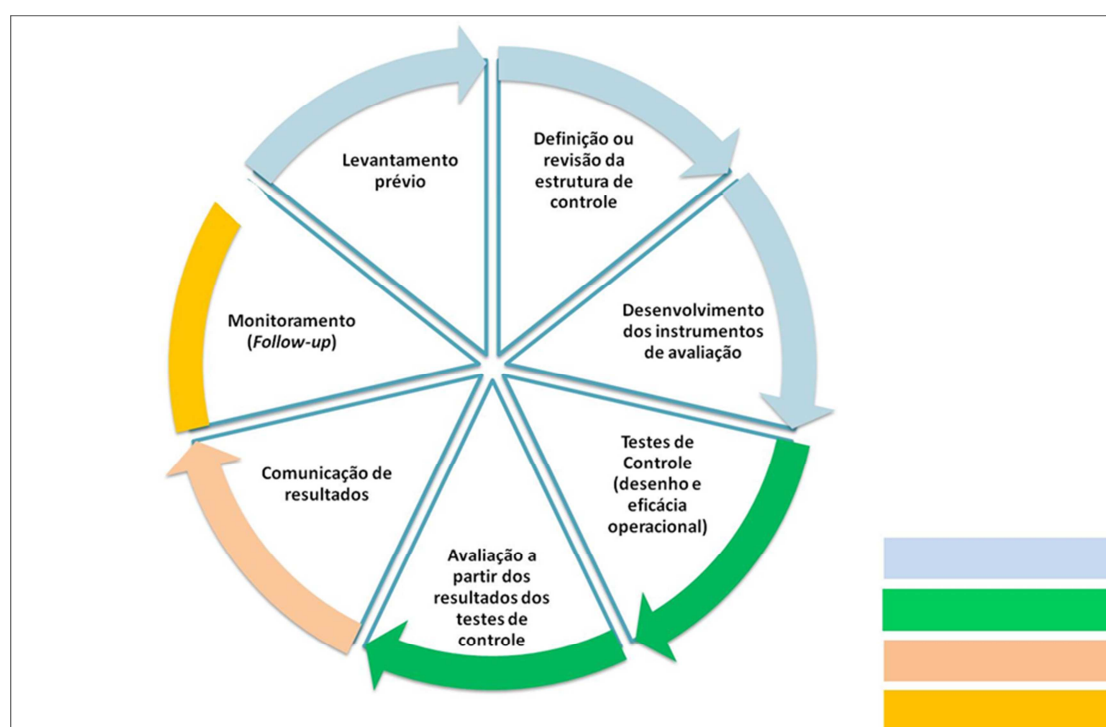 Levantamento
prévio
Definição ou
revisão da
estrutura de
controle
Desenvolvimento
dos instrumentos
de avaliação
Testes de
Controle
(desenho e
eficácia
operacional)
Avaliação a
partir dos
resultados dos
testes de
controle
Comunicação de
resultados
Monitoramento
(Follow-up)